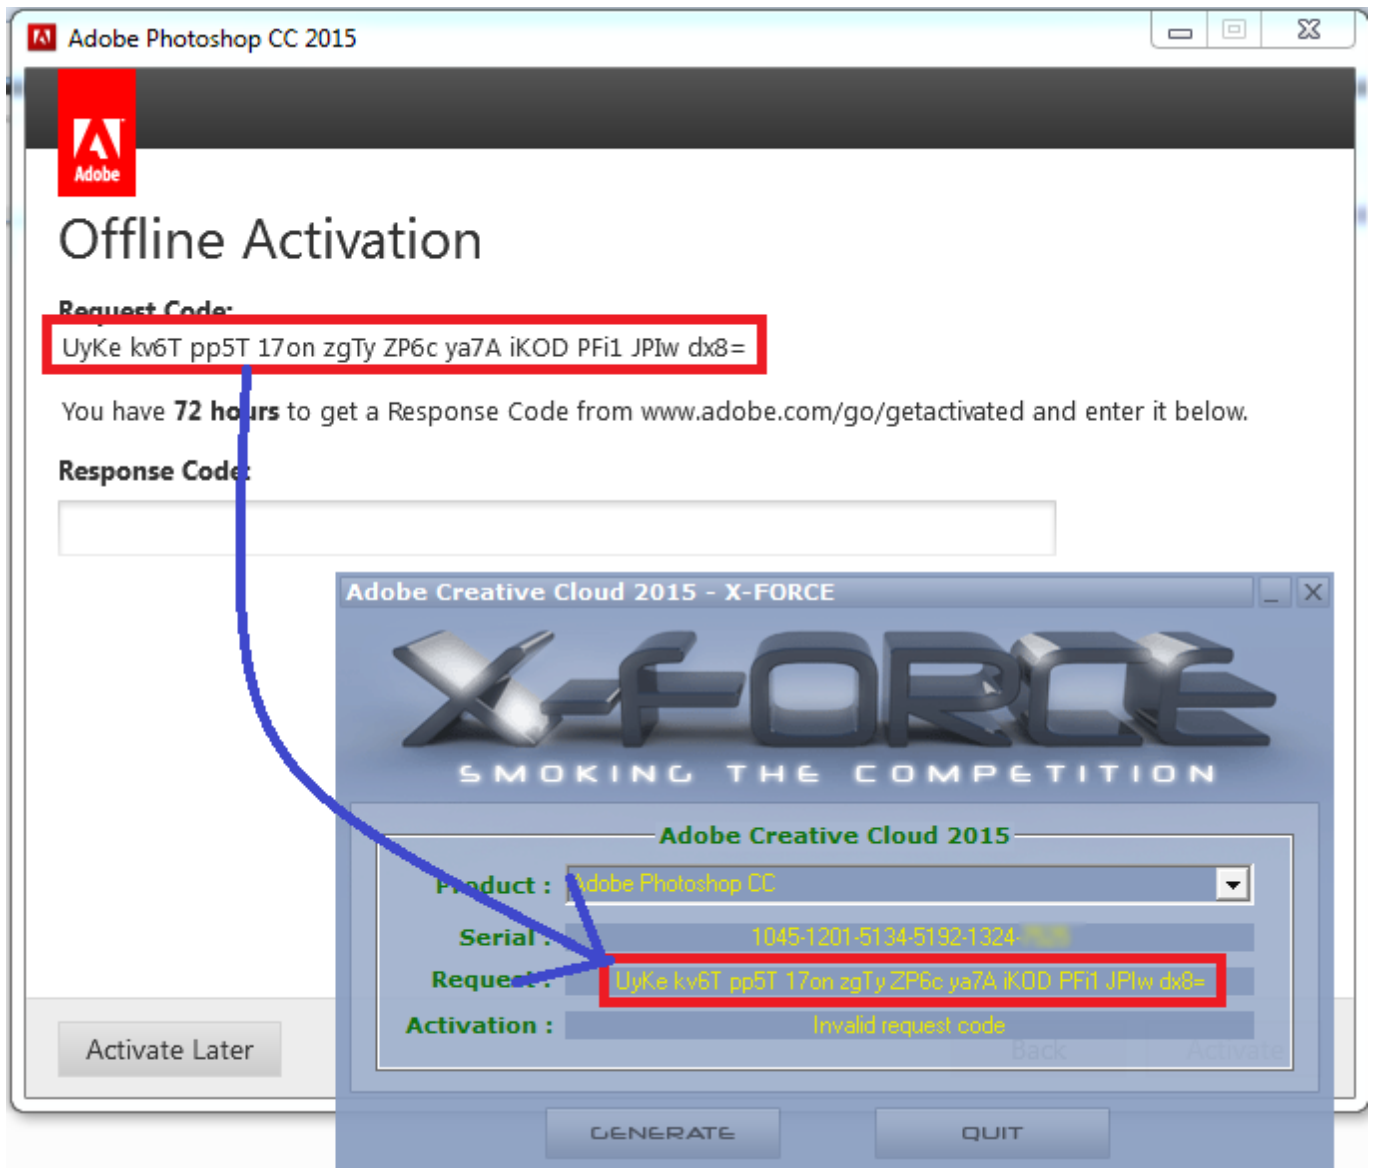 Adobe Photoshop CC 2015
Adobe
Offline Activation
Request Code:
UyKe kv6T pp5T 17on zgTy ZP6c ya7A iKOD PFi1 JPIw dx8=
You have 72 hours to get a Response Code from www.adobe.com/go/getactivated and enter it below.
Response Code:
Adobe Creative Cloud 2015 - X-FORCE
X-FORCE
SMOKING THE COMPETITION
Adobe Creative Cloud 2015
Product : Adobe Photoshop CC
Serial : 1045-1201-5134-5192-1324-
Request : UyKe kv6T pp5T 17on zgTy ZP6c ya7A iKOD PFi1 JPIw dx8=
Activation : Invalid request code
Activate Later Back Activate
GENERATE QUIT